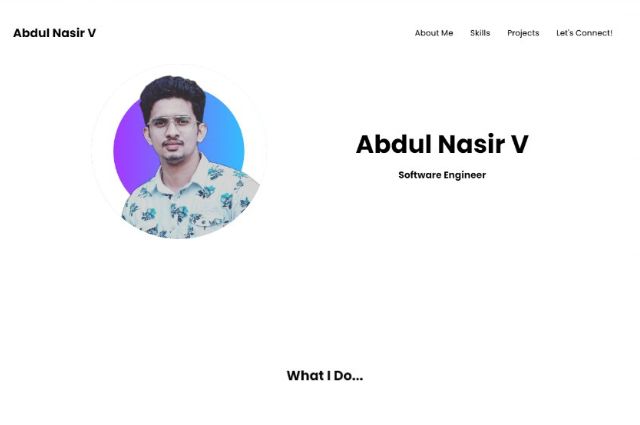 Abdul Nasir V
About Me Skills Projects Let's Connect!
Abdul Nasir V
Software Engineer
What I Do...